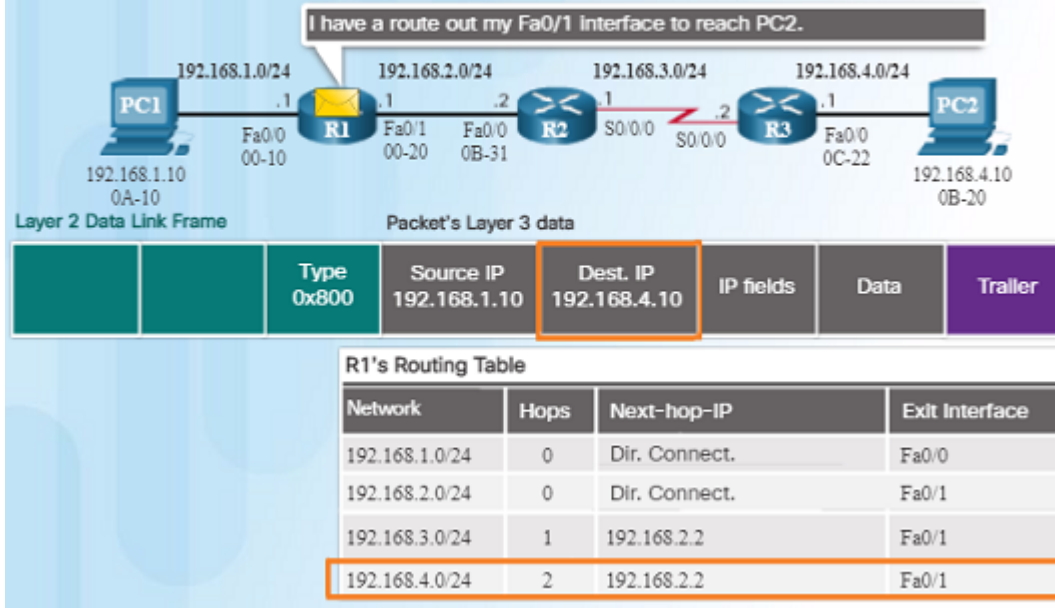 I have a route out my Fa0/1 interface to reach PC2.
192.168.1.0/24 192.168.2.0/24 192.168.3.0/24 192.168.4.0/24
PC1 .1 R1 .1 .2 R2 .1 .2 R3 .1 PC2
Fa0/0 Fa0/1 Fa0/0 S0/0/0 S0/0/0 Fa0/0
00-10 00-20 0B-31 0C-22
192.168.1.10 192.168.4.10
0A-10 0B-20
Layer 2 Data Link Frame Packet's Layer 3 data
Type Source IP Dest. IP IP fields Data Trailer
0x800 192.168.1.10 192.168.4.10
R1's Routing Table
Network Hops Next-hop-IP Exit Interface
192.168.1.0/24 0 Dir. Connect. Fa0/0
192.168.2.0/24 0 Dir. Connect. Fa0/1
192.168.3.0/24 1 192.168.2.2 Fa0/1
192.168.4.0/24 2 192.168.2.2 Fa0/1